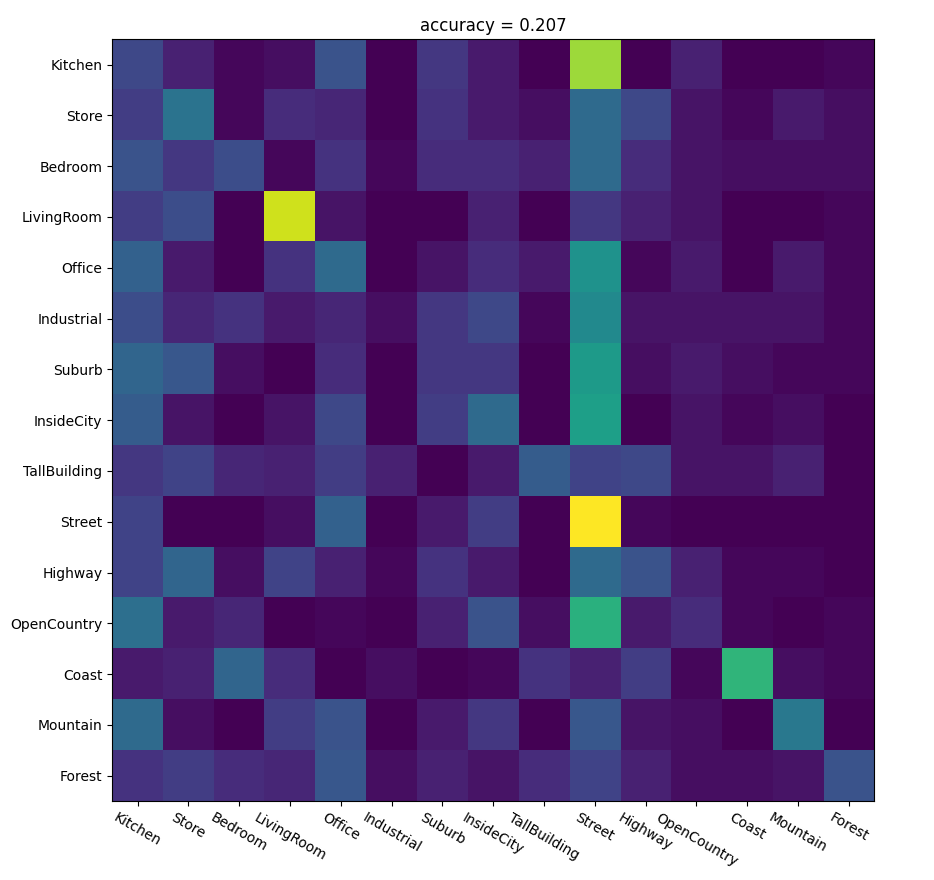 accuracy = 0.207
Kitchen
Store
Bedroom
LivingRoom
Office
Industrial
Suburb
InsideCity
TallBuilding
Street
Highway
OpenCountry
Coast
Mountain
Forest
Kitchen
Store
Bedroom
LivingRoom
Office
Industrial
Suburb
InsideCity
TallBuilding
Street
Highway
OpenCountry
Coast
Mountain
Forest